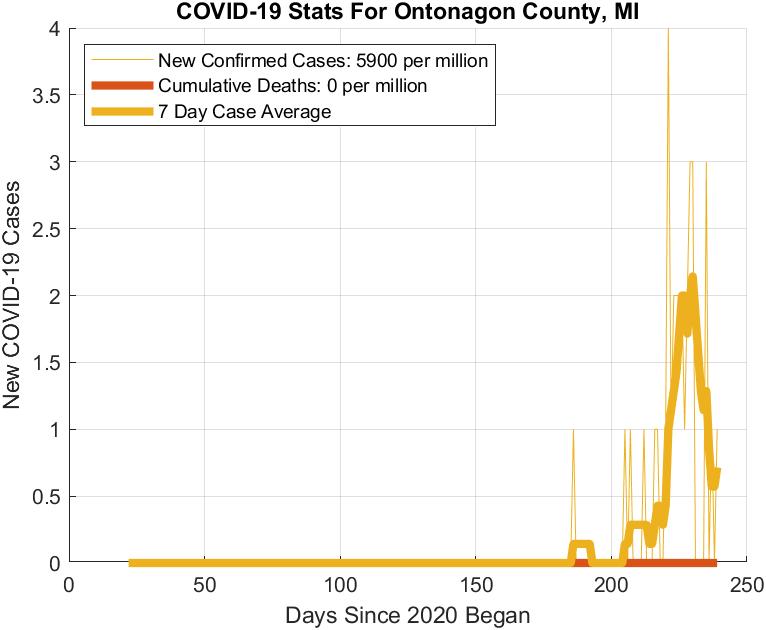 COVID-19 Stats For Ontonagon County, MI
New Confirmed Cases: 5900 per million
Cumulative Deaths: 0 per million
7 Day Case Average
New COVID-19 Cases
4
3.5
3
2.5
2
1.5
1
0.5
0
0 50 100 150 200 250
Days Since 2020 Began